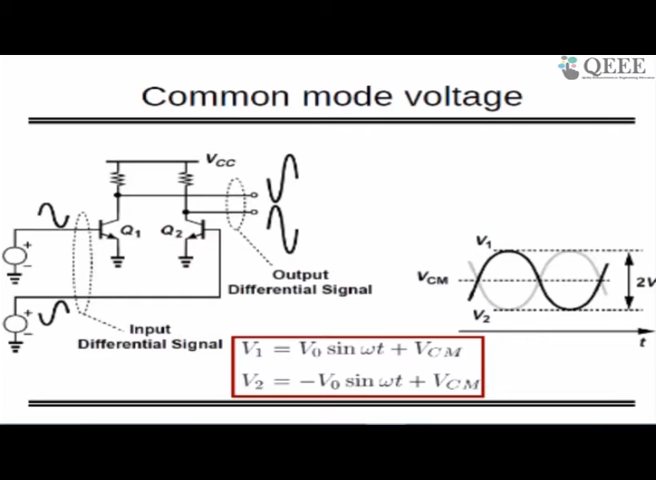 QEEE
Common mode voltage
VCC
Q1 Q2
+
−
Output
Differential Signal
+
−
Input
Differential Signal
V1
VCM
V2
2V
t
V1 = V0 sin ωt + VCM
V2 = −V0 sin ωt + VCM